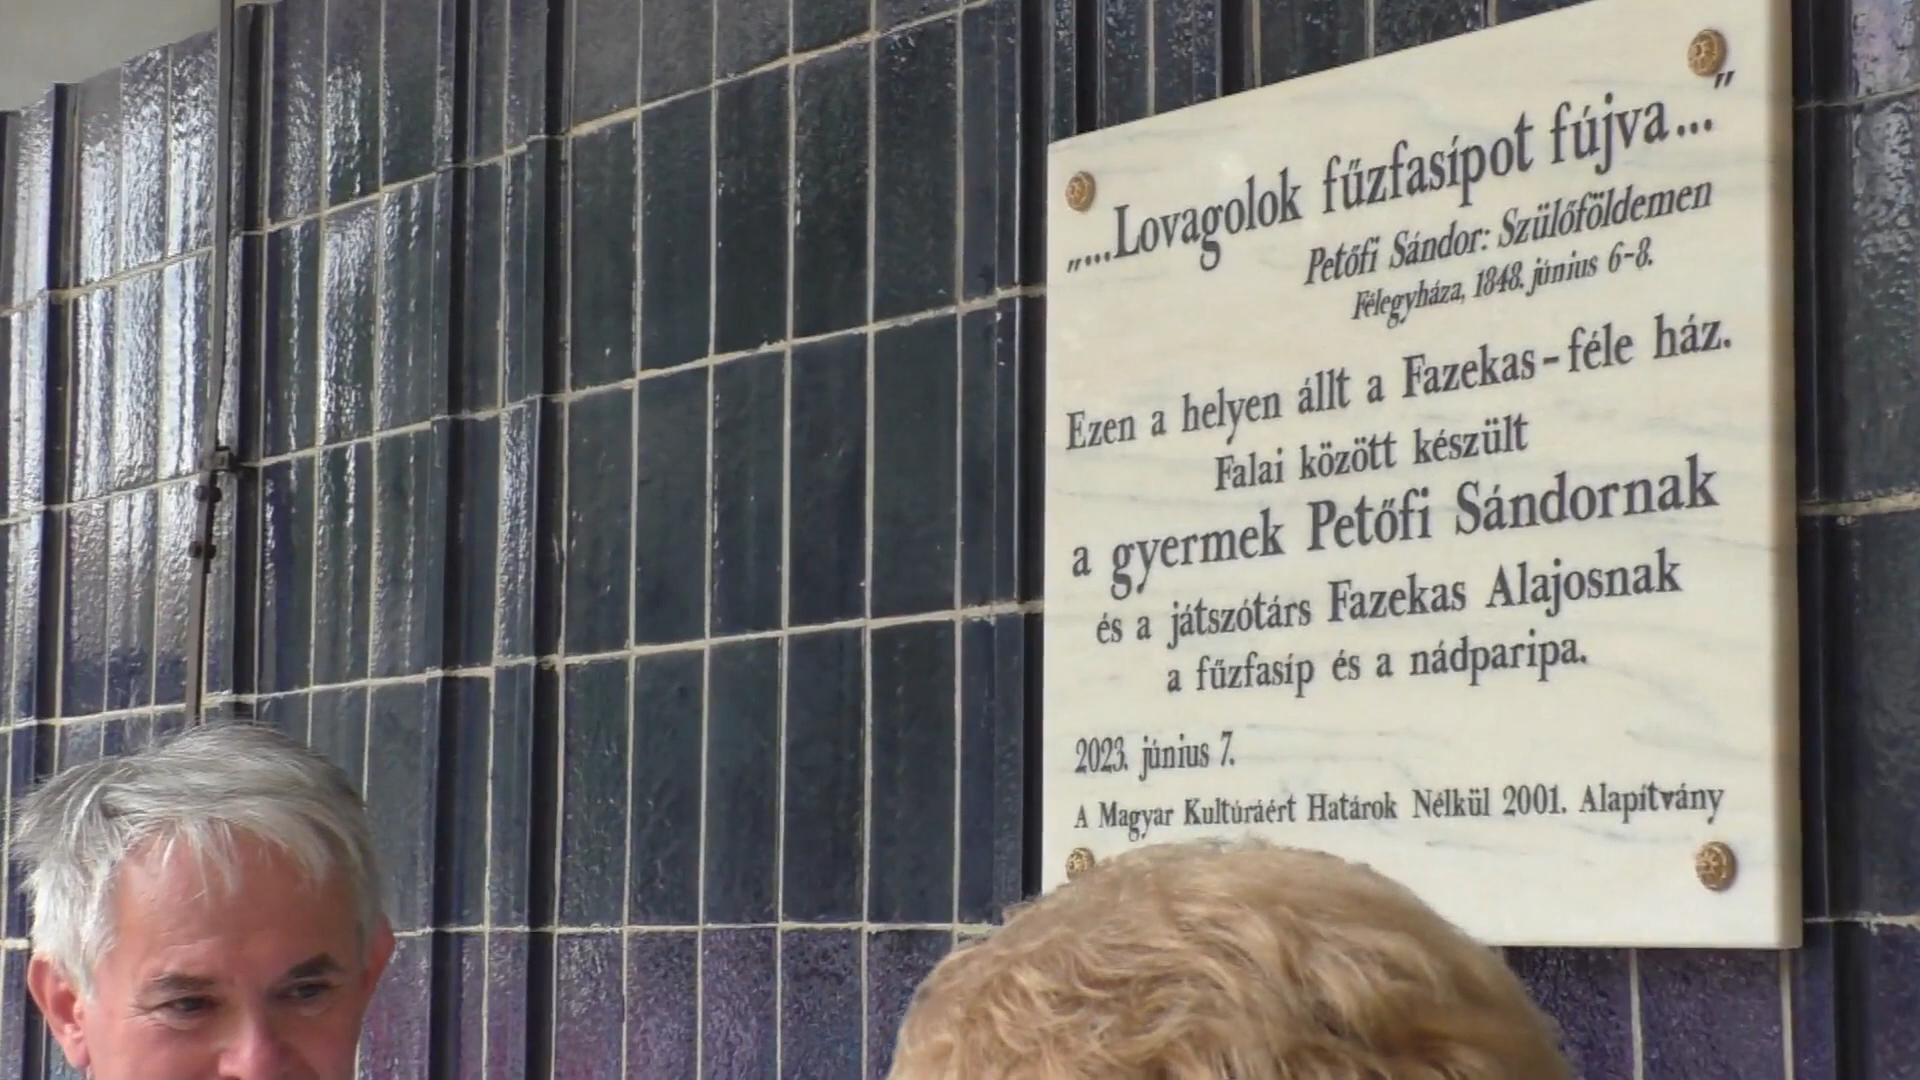 „...Lovagolok fűzfasípot fújva...”
Petőfi Sándor: Szülőföldemen
Félegyháza, 1848. június 6-8.
Ezen a helyen állt a Fazekas-féle ház.
Falai között készült
a gyermek Petőfi Sándornak
és a játszótárs Fazekas Alajosnak
a fűzfasíp és a nádparipa.
2023. június 7.
A Magyar Kultúráért Határok Nélkül 2001. Alapítvány